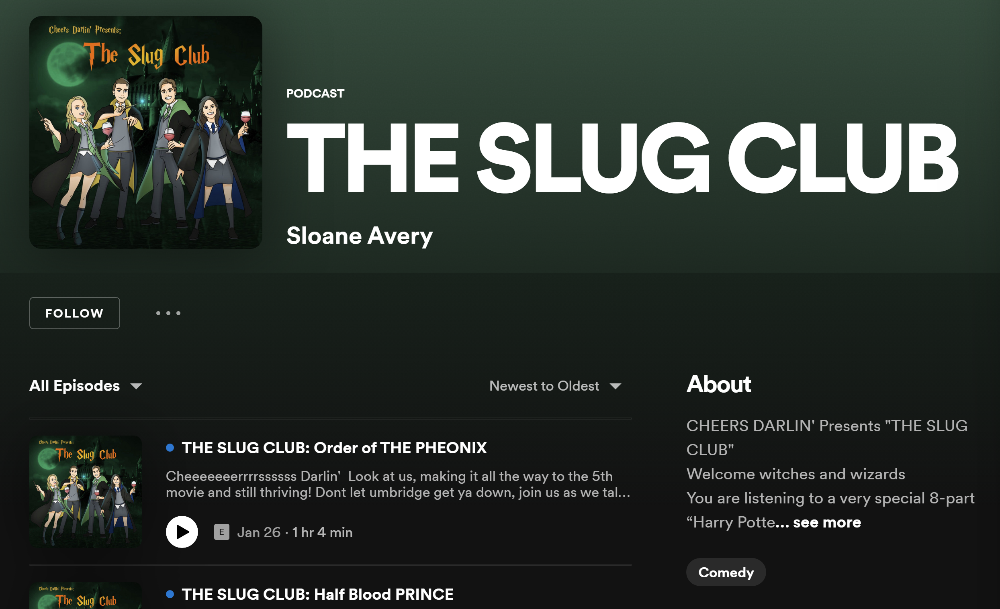 Cheers Darlin' Presents:
The Slug Club
PODCAST
THE SLUG CLUB
Sloane Avery
FOLLOW
All Episodes
Newest to Oldest
Cheers Darlin' Presents:
The Slug Club
THE SLUG CLUB: Order of THE PHEONIX
Cheeeeeeerrrrssssss Darlin'  Look at us, making it all the way to the 5th
movie and still thriving! Dont let umbridge get ya down, join us as we tal...
E Jan 26 · 1 hr 4 min
Cheers Darlin' Presents:
The Slug Club
THE SLUG CLUB: Half Blood PRINCE
About
CHEERS DARLIN' Presents "THE SLUG
CLUB"
Welcome witches and wizards
You are listening to a very special 8-part
“Harry Potte... see more
Comedy